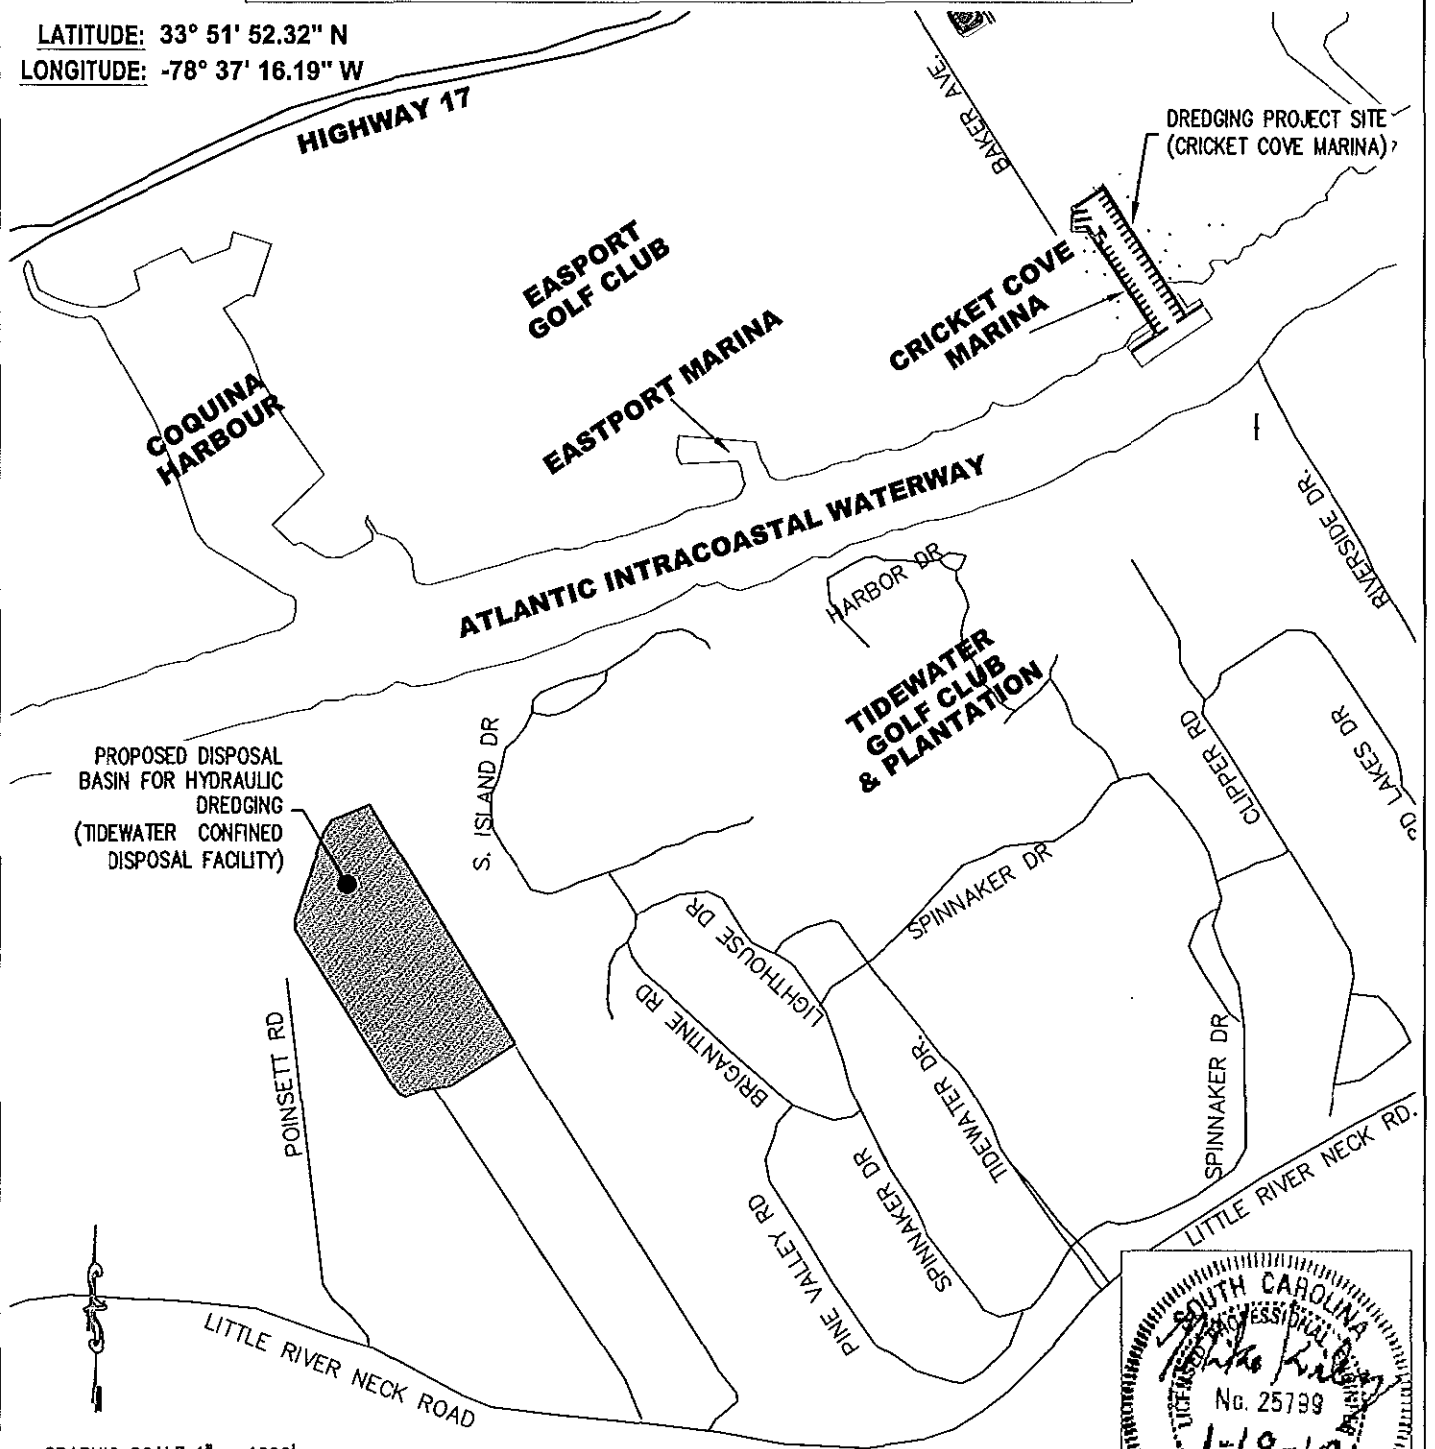 LATITUDE: 33° 51' 52.32" N
LONGITUDE: -78° 37' 16.19" W
HIGHWAY 17
BAKER AVE.
DREDGING PROJECT SITE
(CRICKET COVE MARINA)
EASPORT
GOLF CLUB
CRICKET COVE
MARINA
EASTPORT MARINA
COQUINA
HARBOUR
ATLANTIC INTRACOASTAL WATERWAY
RIVERSIDE DR.
HARBOR DR
TIDEWATER
GOLF CLUB
& PLANTATION
PROPOSED DISPOSAL
BASIN FOR HYDRAULIC
DREDGING
(TIDEWATER CONFINED
DISPOSAL FACILITY)
S. ISLAND DR
CLIPPER RD
LAKES DR
SPINNAKER DR
LIGHTHOUSE DR
BRIGANTINE RD
POINSETT RD
TIDEWATER DR.
SPINNAKER DR
SPINNAKER DR
PINE VALLEY RD
LITTLE RIVER NECK RD.
LITTLE RIVER NECK ROAD
SOUTH CAROLINA
LICENSED PROFESSIONAL ENGINEER
No. 25799